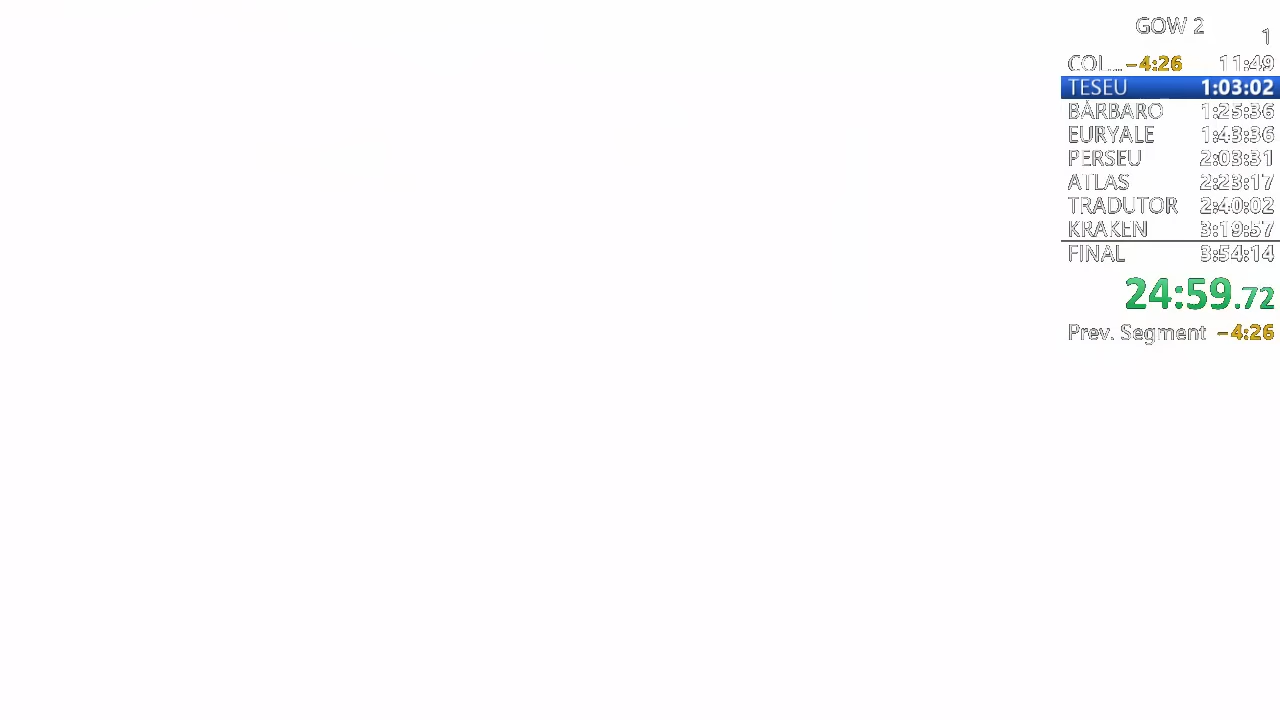 GOW 2
1
COL... −4:26 11:49
TESEU 1:03:02
BÁRBARO 1:25:36
EURYALE 1:43:36
PERSEU 2:03:31
ATLAS 2:23:17
TRADUTOR 2:40:02
KRAKEN 3:19:57
FINAL 3:54:14
24:59.72
Prev. Segment −4:26